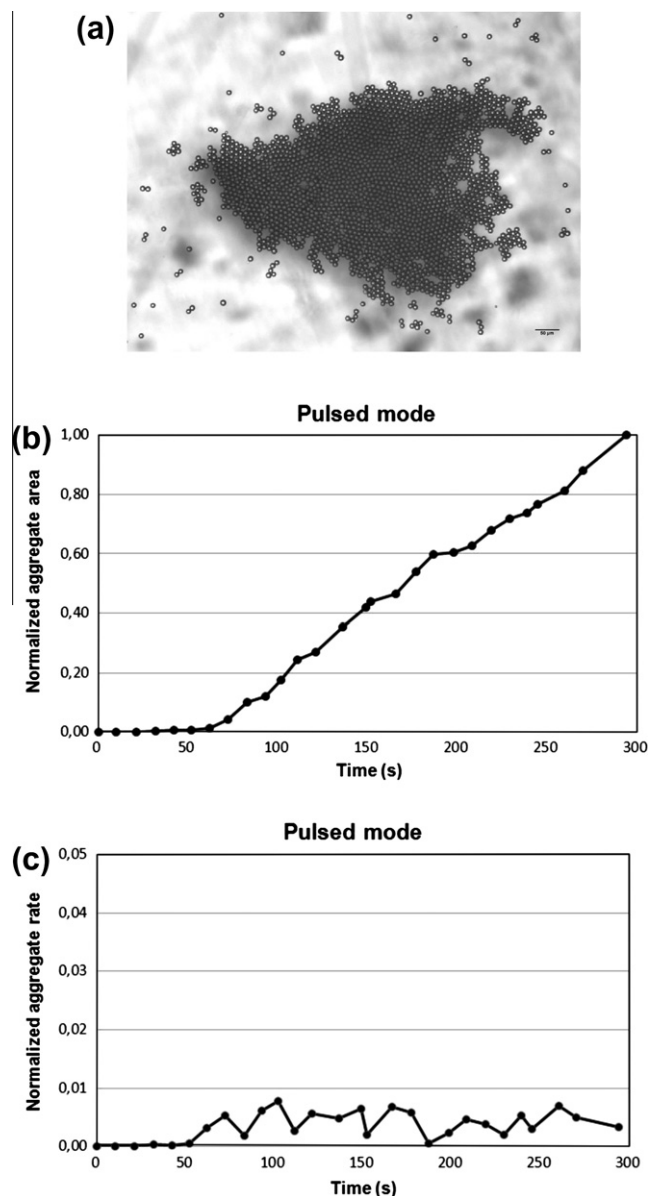 (a)
50 µm
(b)
Pulsed mode
Normalized aggregate area
1,00
0,80
0,60
0,40
0,20
0,00
0 50 100 150 200 250 300
Time (s)
(c)
Pulsed mode
Normalized aggregate rate
0,05
0,04
0,03
0,02
0,01
0,00
0 50 100 150 200 250 300
Time (s)